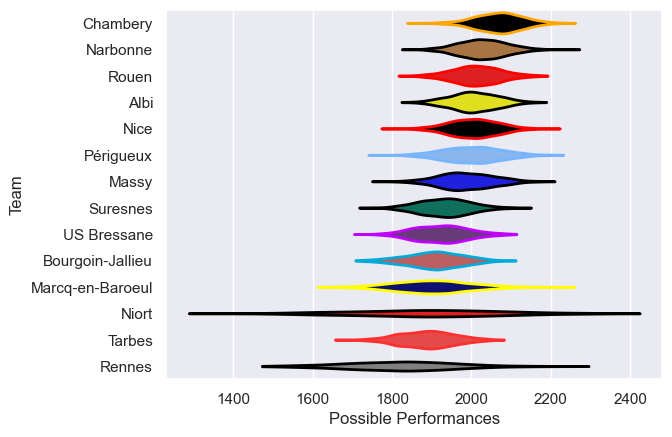 Team
Chambery
Narbonne
Rouen
Albi
Nice
Périgueux
Massy
Suresnes
US Bressane
Bourgoin-Jallieu
Marcq-en-Baroeul
Niort
Tarbes
Rennes
1400 1600 1800 2000 2200 2400
Possible Performances